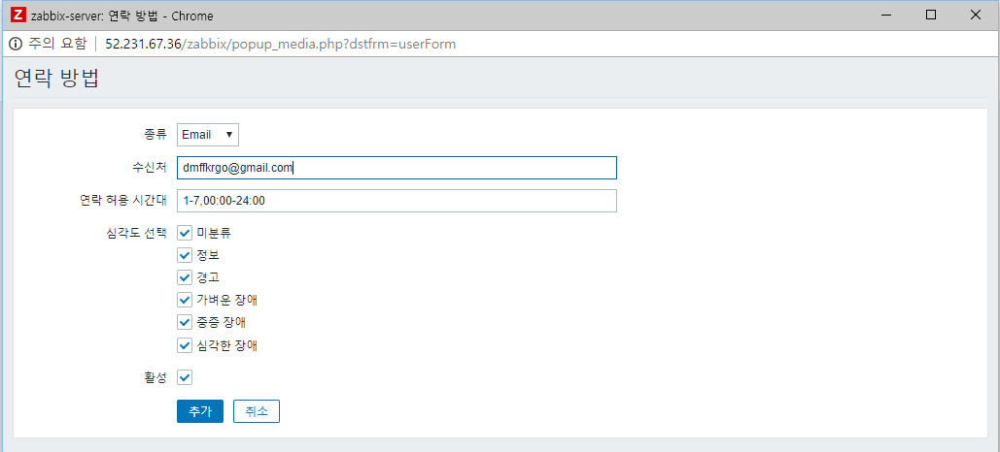 Z zabbix-server: 연락 방법 - Chrome
주의 요함 52.231.67.36/zabbix/popup_media.php?dstfrm=userForm
연락 방법
종류 Email
수신처 dmffkrgo@gmail.com
연락 허용 시간대 1-7,00:00-24:00
심각도 선택 미분류
정보
경고
가벼운 장애
중증 장애
심각한 장애
활성
추가 취소